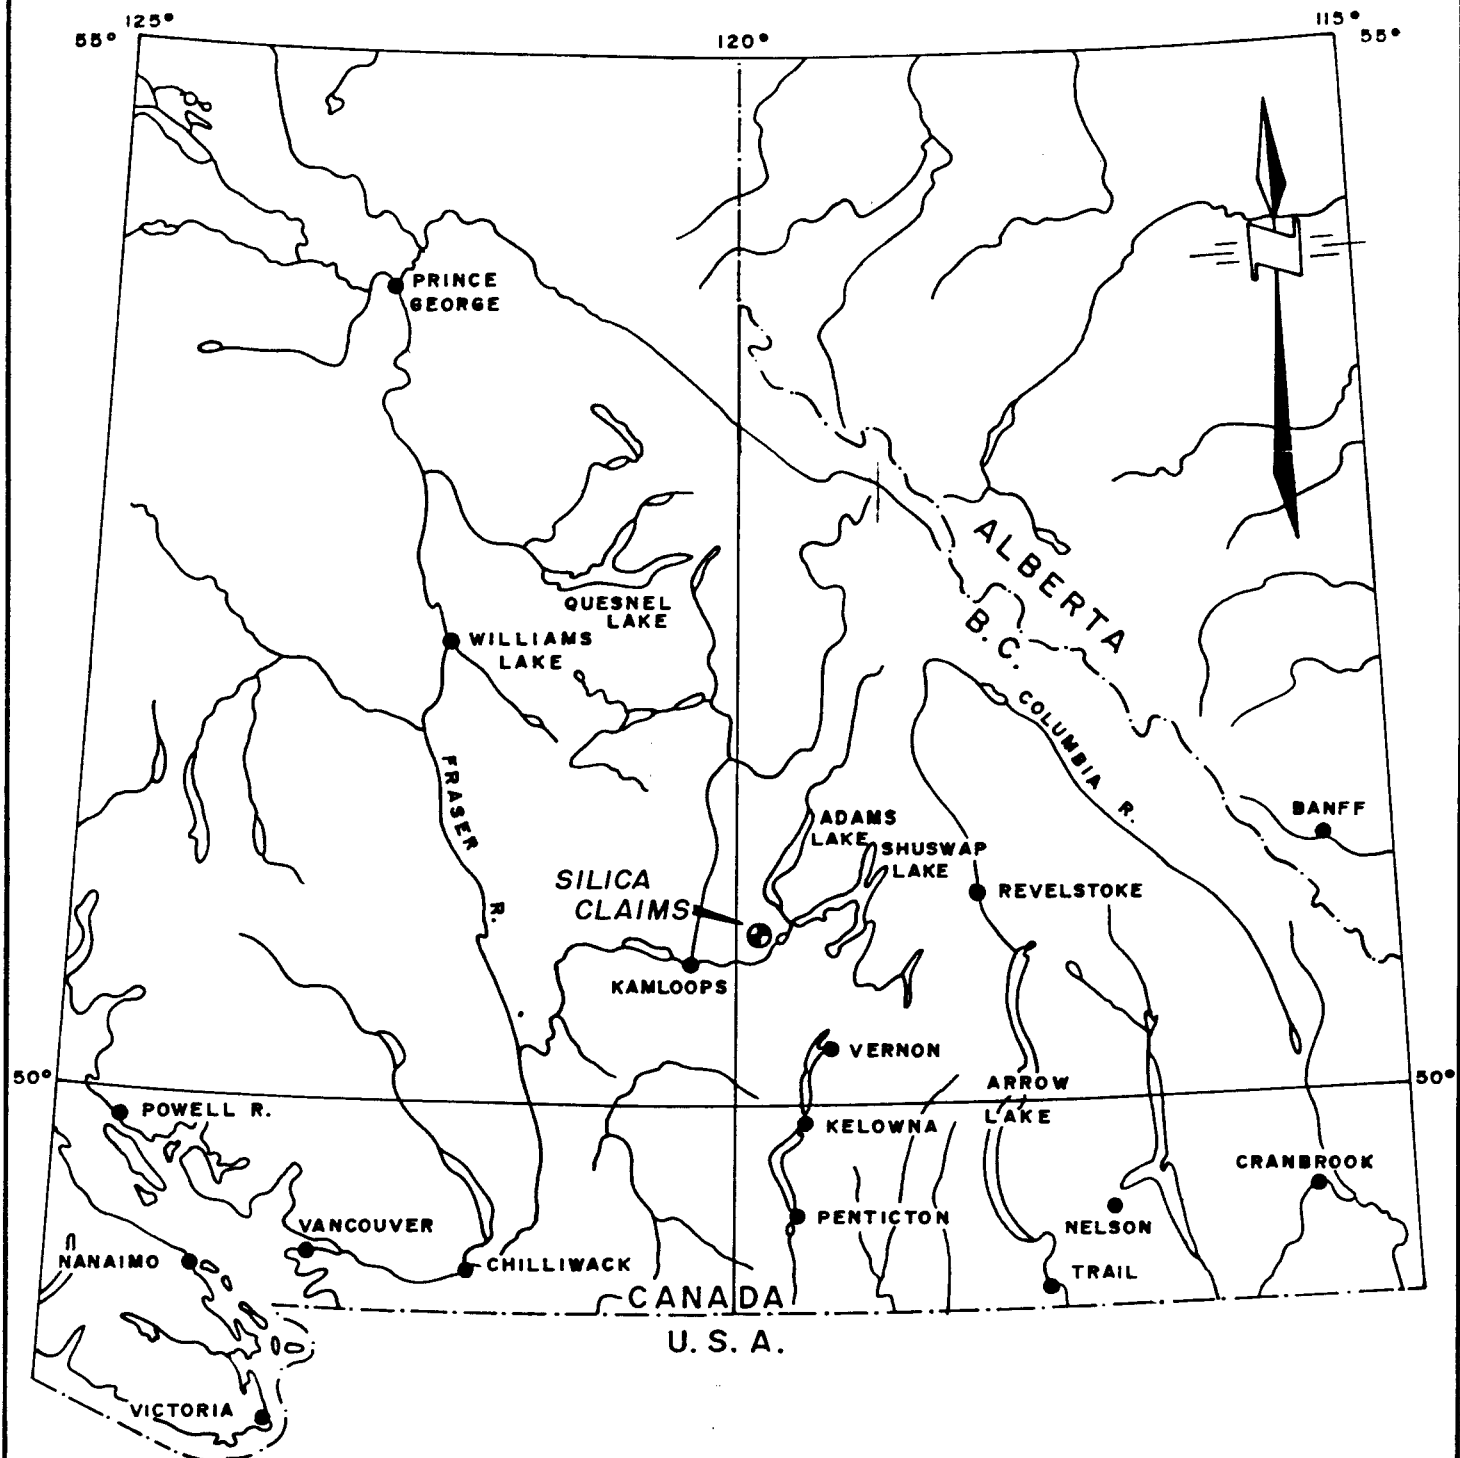 125°
115°
55°
120°
55°
PRINCE
GEORGE
ALBERTA
B.C.
QUESNEL
LAKE
WILLIAMS
LAKE
COLUMBIA R.
FRASER R.
BANFF
ADAMS
LAKE
SHUSWAP
LAKE
SILICA
CLAIMS
REVELSTOKE
KAMLOOPS
VERNON
50°
50°
ARROW
LAKE
POWELL R.
KELOWNA
CRANBROOK
VANCOUVER
PENTICTON
NELSON
NANAIMO
CHILLIWACK
TRAIL
CANADA
U.S.A.
VICTORIA